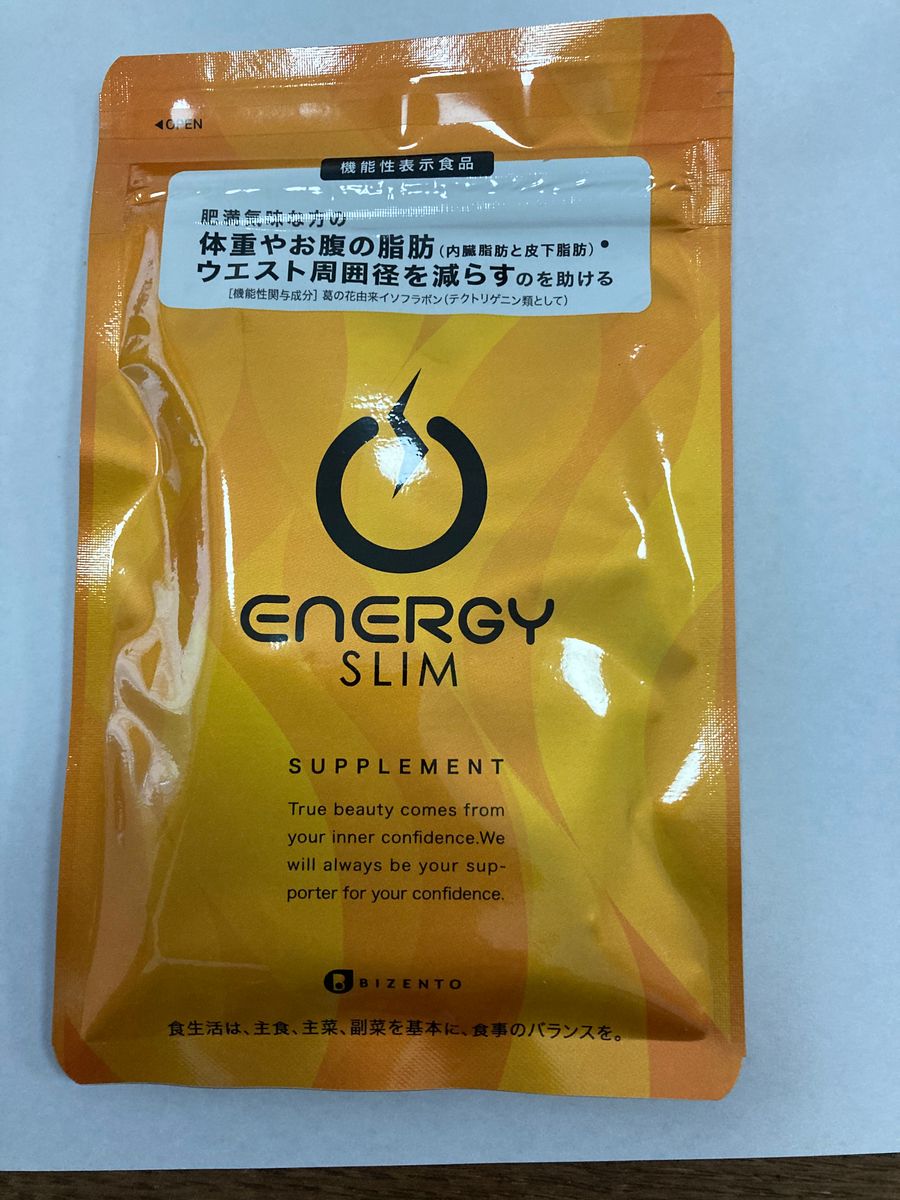 ◀OPEN
機能性表示食品
肥満気味な方の
体重やお腹の脂肪(内臓脂肪と皮下脂肪)・
ウエスト周囲径を減らすのを助ける
[機能性関与成分] 葛の花由来イソフラボン(テクトリゲニン類として)
ENERGY
SLIM
SUPPLEMENT
True beauty comes from
your inner confidence.We
will always be your sup-
porter for your confidence.
BIZENTO
食生活は、主食、主菜、副菜を基本に、食事のバランスを。